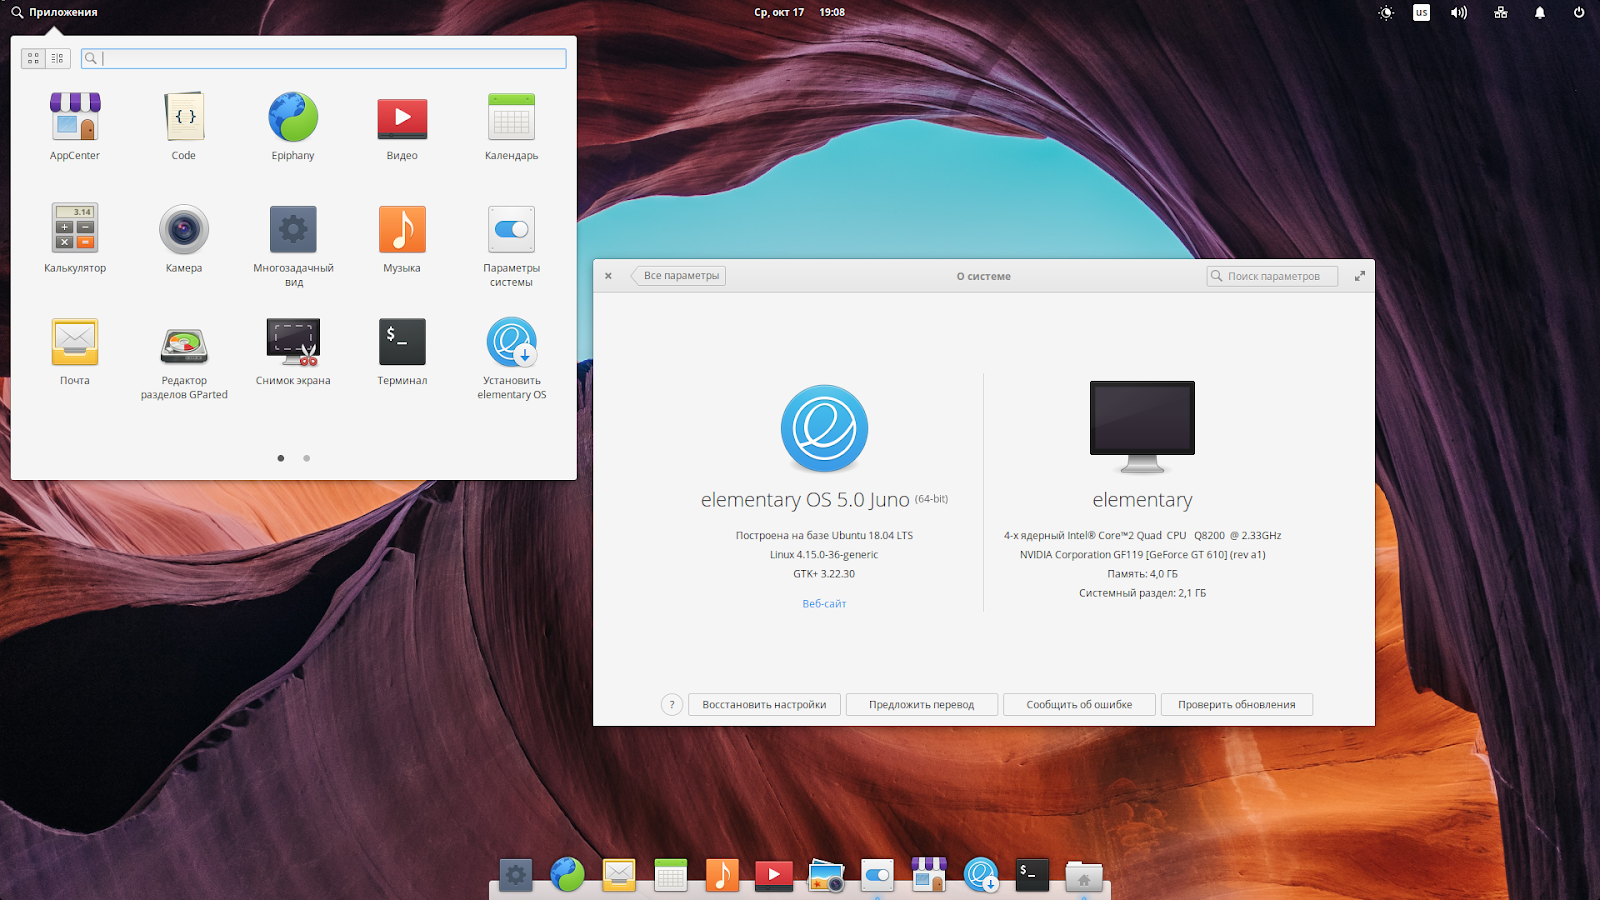 Приложения
Ср, окт 17 19:08
us
AppCenter
Code
Epiphany
Видео
Календарь
3.14
Калькулятор
Камера
Многозадачный
вид
Музыка
Параметры
системы
$_
Почта
Редактор
разделов GParted
Снимок экрана
Терминал
Установить
elementary OS
Все параметры
О системе
Поиск параметров
elementary OS 5.0 Juno (64-bit)
Построена на базе Ubuntu 18.04 LTS
Linux 4.15.0-36-generic
GTK+ 3.22.30
Веб-сайт
elementary
4-х ядерный Intel® Core™2 Quad CPU Q8200 @ 2.33GHz
NVIDIA Corporation GF119 [GeForce GT 610] (rev a1)
Память: 4,0 ГБ
Системный раздел: 2,1 ГБ
?
Восстановить настройки
Предложить перевод
Сообщить об ошибке
Проверить обновления
$_